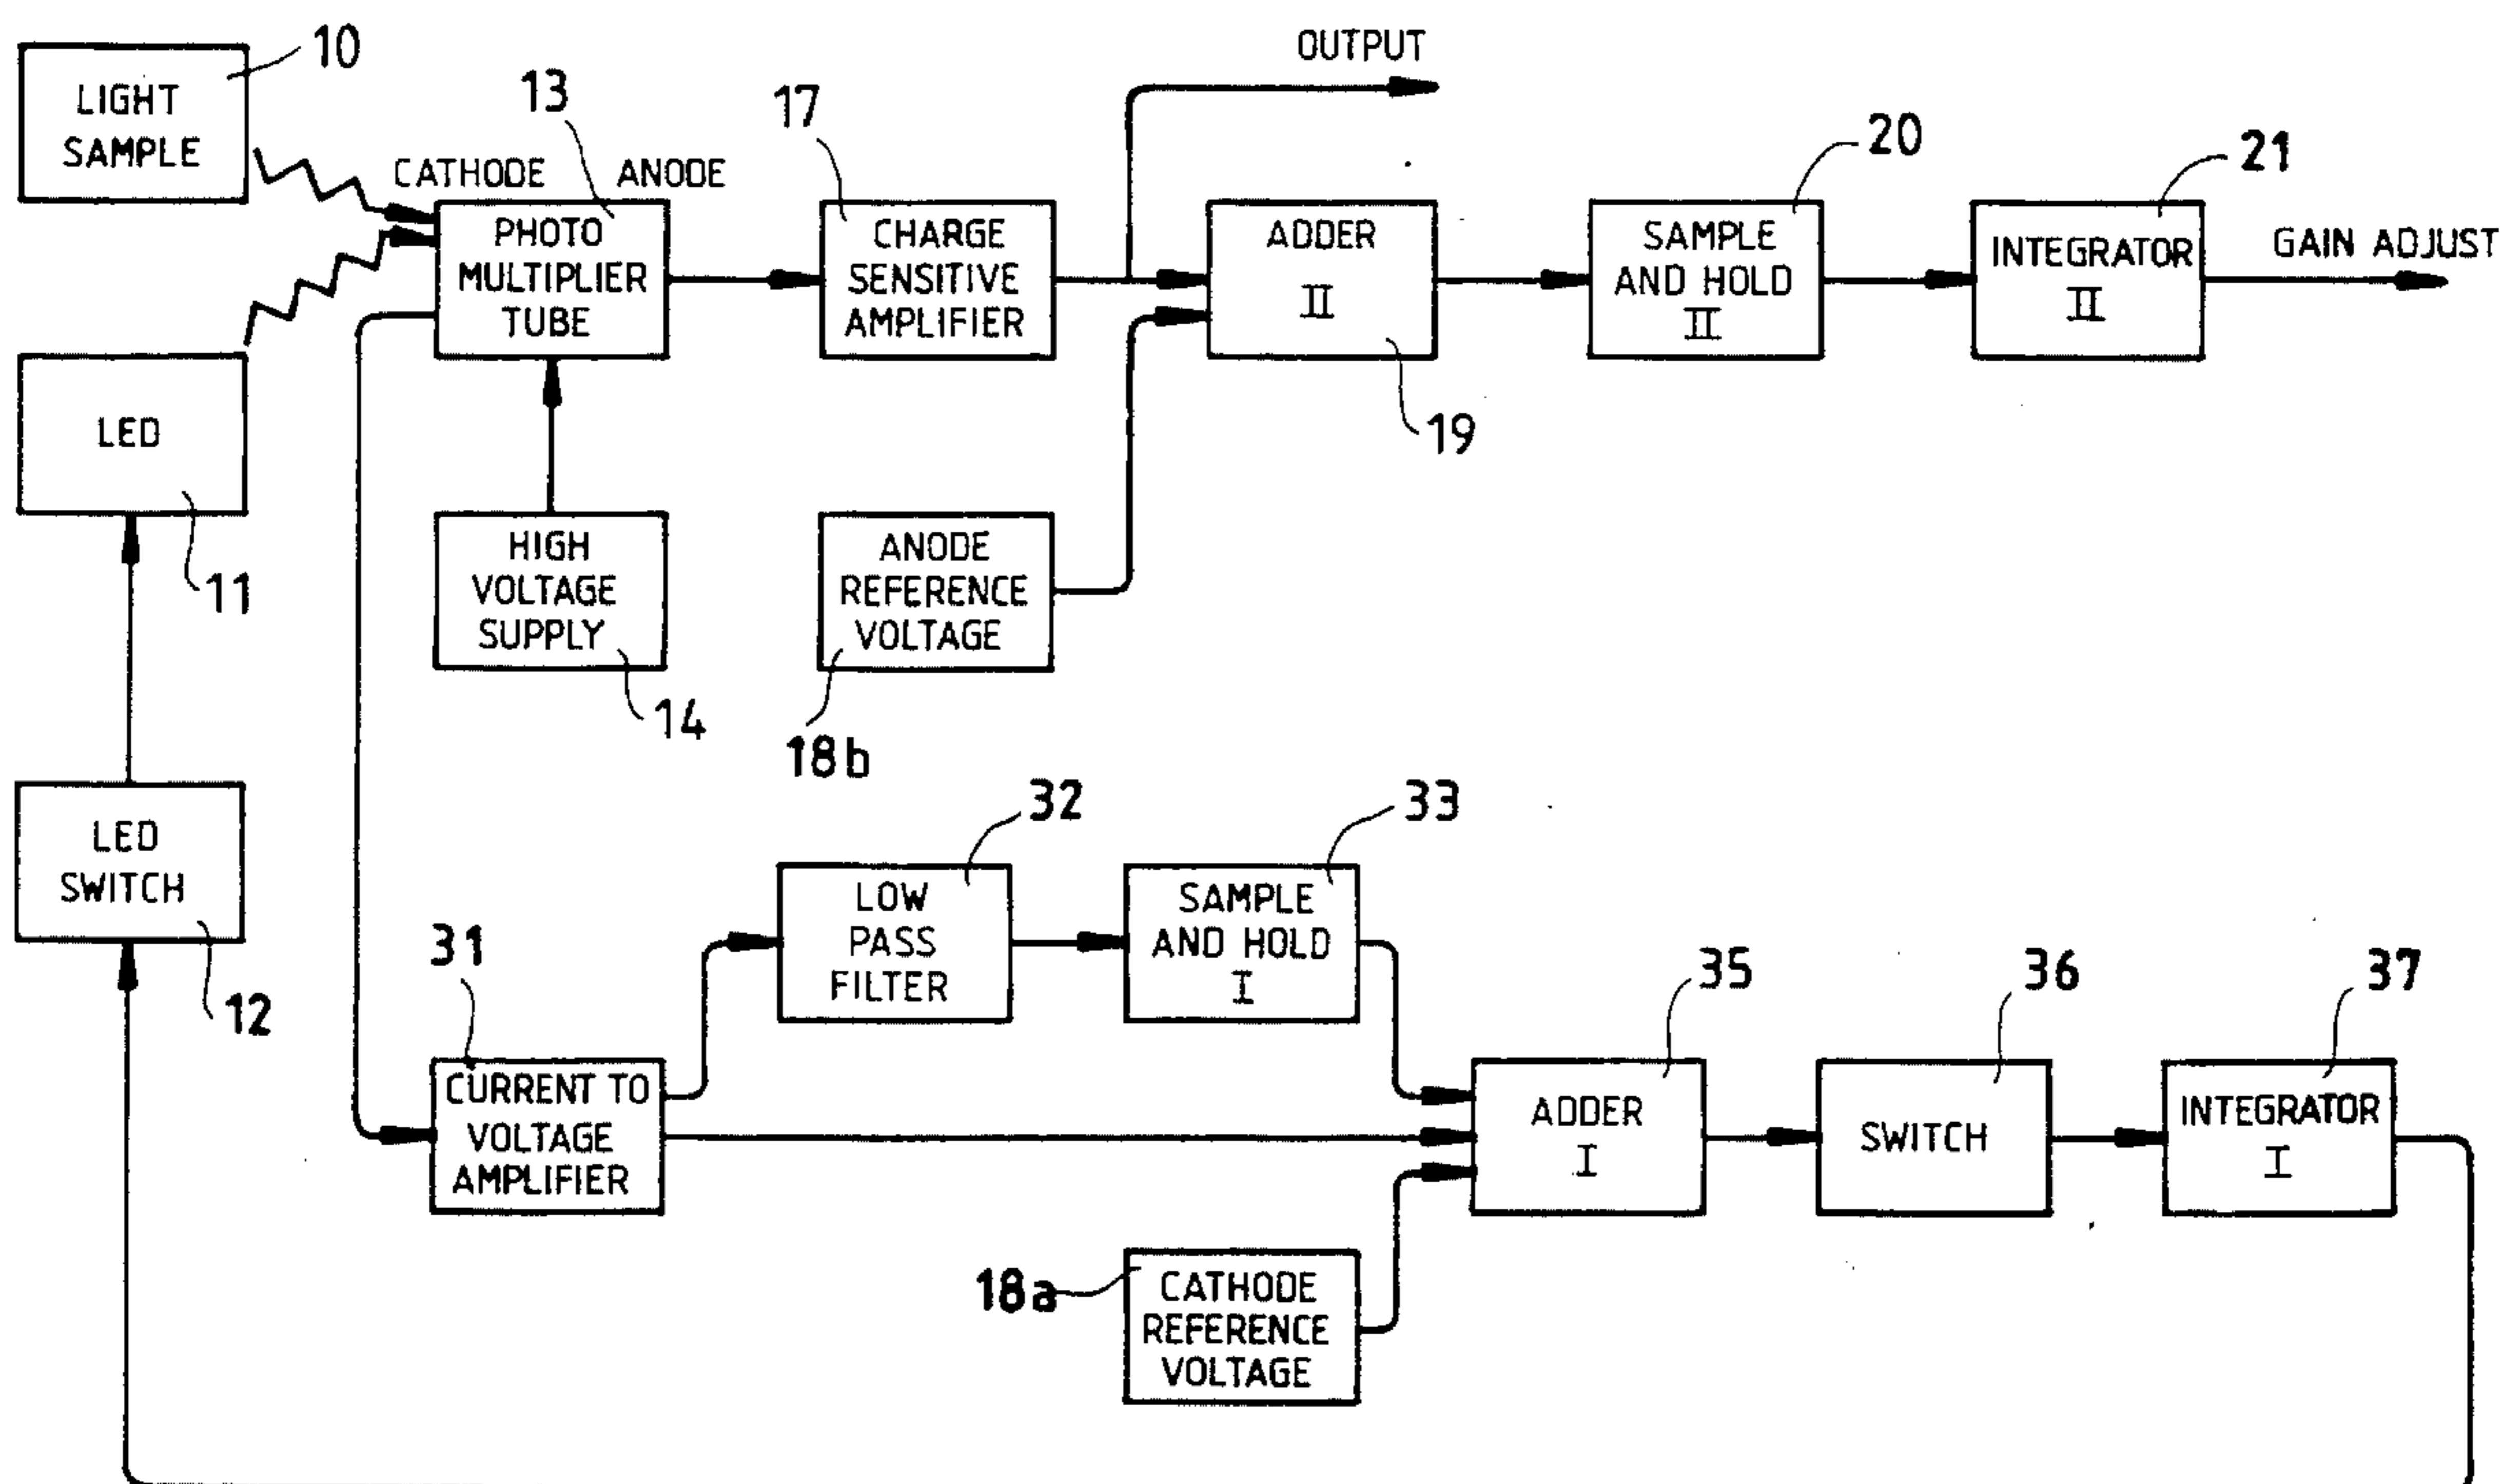 10
LIGHT
SAMPLE
OUTPUT
13
17
CATHODE ANODE
20
21
PHOTO
MULTIPLIER
TUBE
CHARGE
SENSITIVE
AMPLIFIER
ADDER
II
SAMPLE
AND HOLD
II
INTEGRATOR
II
GAIN ADJUST
LED
11
19
HIGH
VOLTAGE
SUPPLY
14
ANODE
REFERENCE
VOLTAGE
18b
LED
SWITCH
12
32
33
LOW
PASS
FILTER
SAMPLE
AND HOLD
I
31
35
36
37
CURRENT TO
VOLTAGE
AMPLIFIER
ADDER
I
SWITCH
INTEGRATOR
I
18a
CATHODE
REFERENCE
VOLTAGE